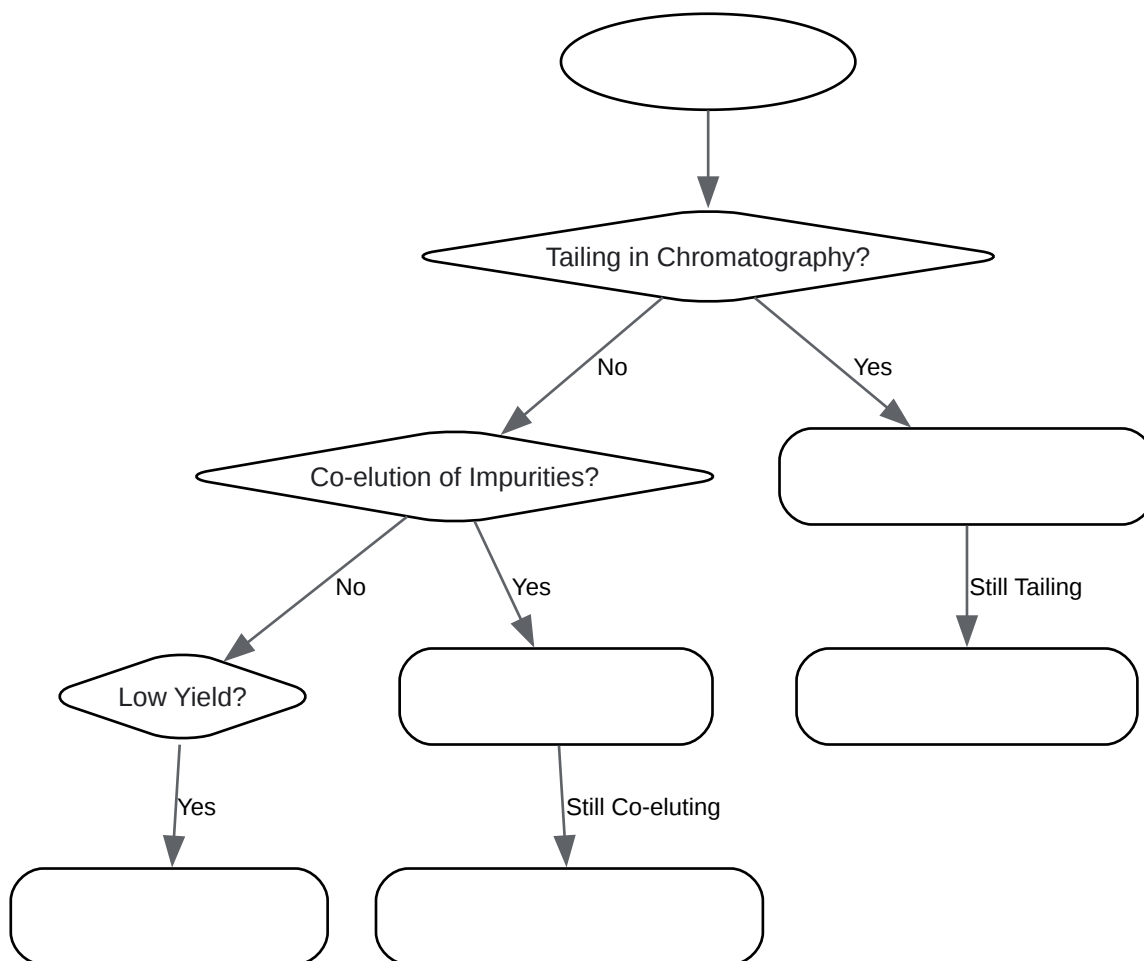 Tailing in Chromatography?
No
Yes
Co-elution of Impurities?
No
Yes
Still Tailing
Low Yield?
Yes
Still Co-eluting